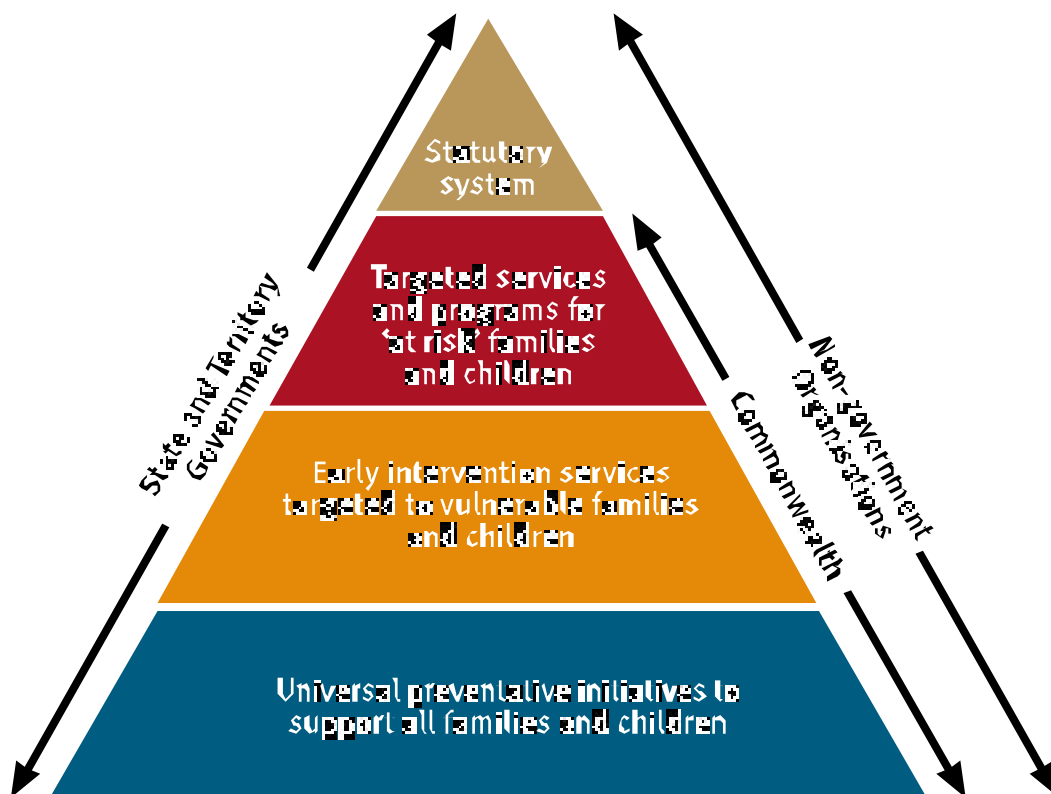 Statutory
system
Targeted services
and programs for
‘at risk’ families
and children
Early intervention services
targeted to vulnerable families
and children
Universal preventative initiatives to
support all families and children
State and Territory
Governments
Commonwealth
Non-government
Organisations